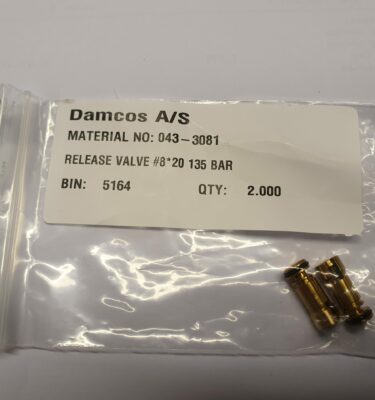 Damcos A/S
MATERIAL NO: 043-3081
RELEASE VALVE #8*20 135 BAR
BIN: 5164 QTY: 2.000